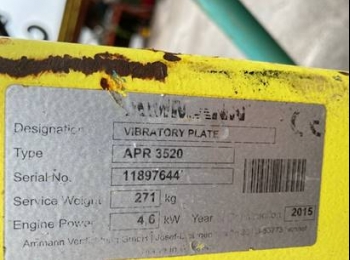 Designation VIBRATORY PLATE
Type APR 3520
Serial No. 11897644
Service Weight 271 kg
Engine Power 4.6 kW Year 2015
Ammann